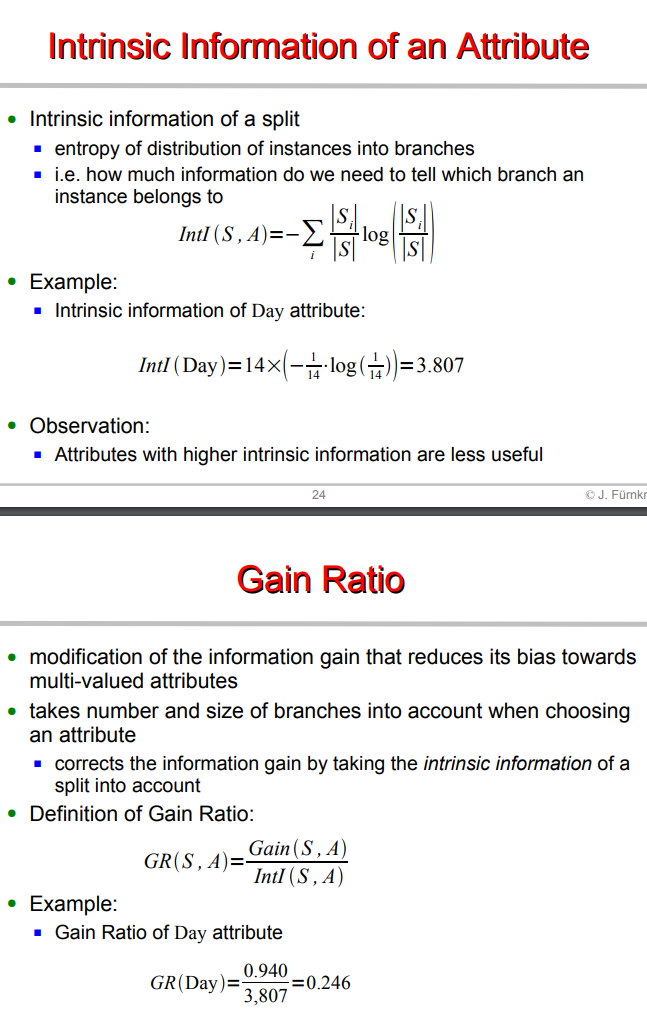 Intrinsic Information of an Attribute
• Intrinsic information of a split
▪ entropy of distribution of instances into branches
▪ i.e. how much information do we need to tell which branch an
instance belongs to
IntI(S, A)=−∑_i |S_i|/|S| log(|S_i|/|S|)
• Example:
▪ Intrinsic information of Day attribute:
IntI(Day)=14×(−1/14·log(1/14))=3.807
• Observation:
▪ Attributes with higher intrinsic information are less useful
24
© J. Fürnkr
Gain Ratio
• modification of the information gain that reduces its bias towards
multi-valued attributes
• takes number and size of branches into account when choosing
an attribute
▪ corrects the information gain by taking the intrinsic information of a
split into account
• Definition of Gain Ratio:
GR(S, A)=Gain(S, A)/IntI(S, A)
• Example:
▪ Gain Ratio of Day attribute
GR(Day)=0.940/3,807=0.246